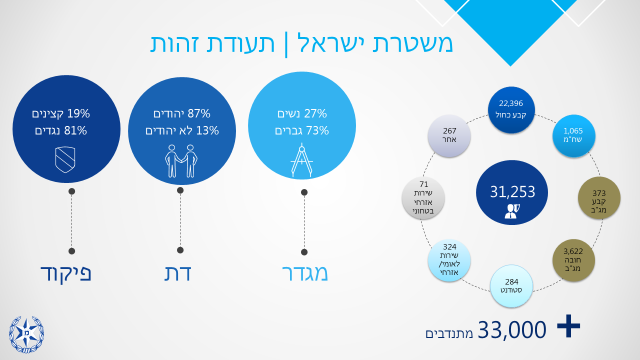 משטרת ישראל | תעודת זהות
27% נשים
73% גברים
87% יהודים
13% לא יהודים
19% קצינים
81% נגדים
מגדר
דת
פיקוד
22,396
קבע כחול
1,065
שח"מ
373
קבע
מג"ב
3,622
חובה
מג"ב
284
סטודנט
324
שירות
לאומי/
אזרחי
71
שירות
אזרחי
בטחוני
267
אחר
31,253
+ 33,000 מתנדבים